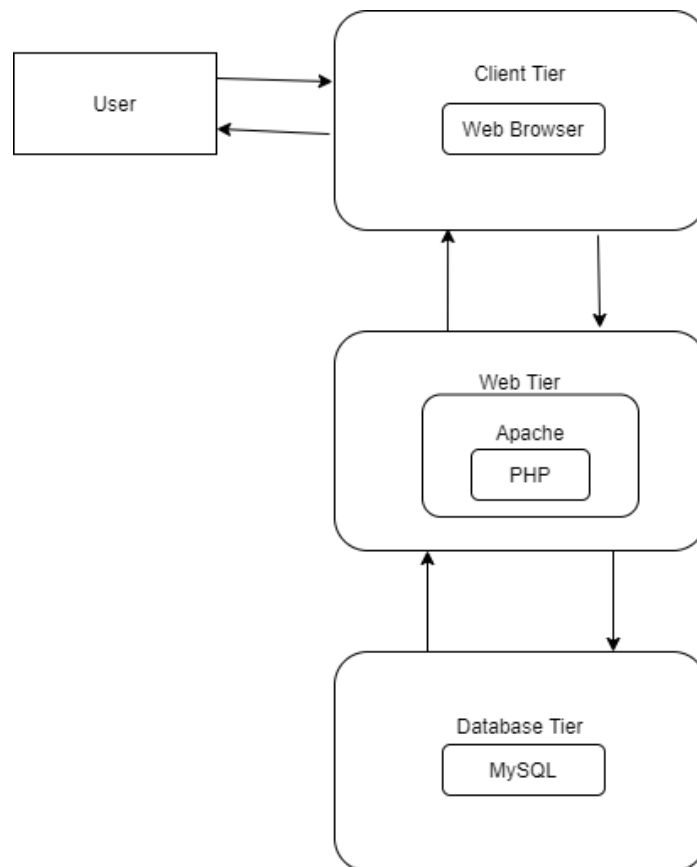 User
Client Tier
Web Browser
Web Tier
Apache
PHP
Database Tier
MySQL